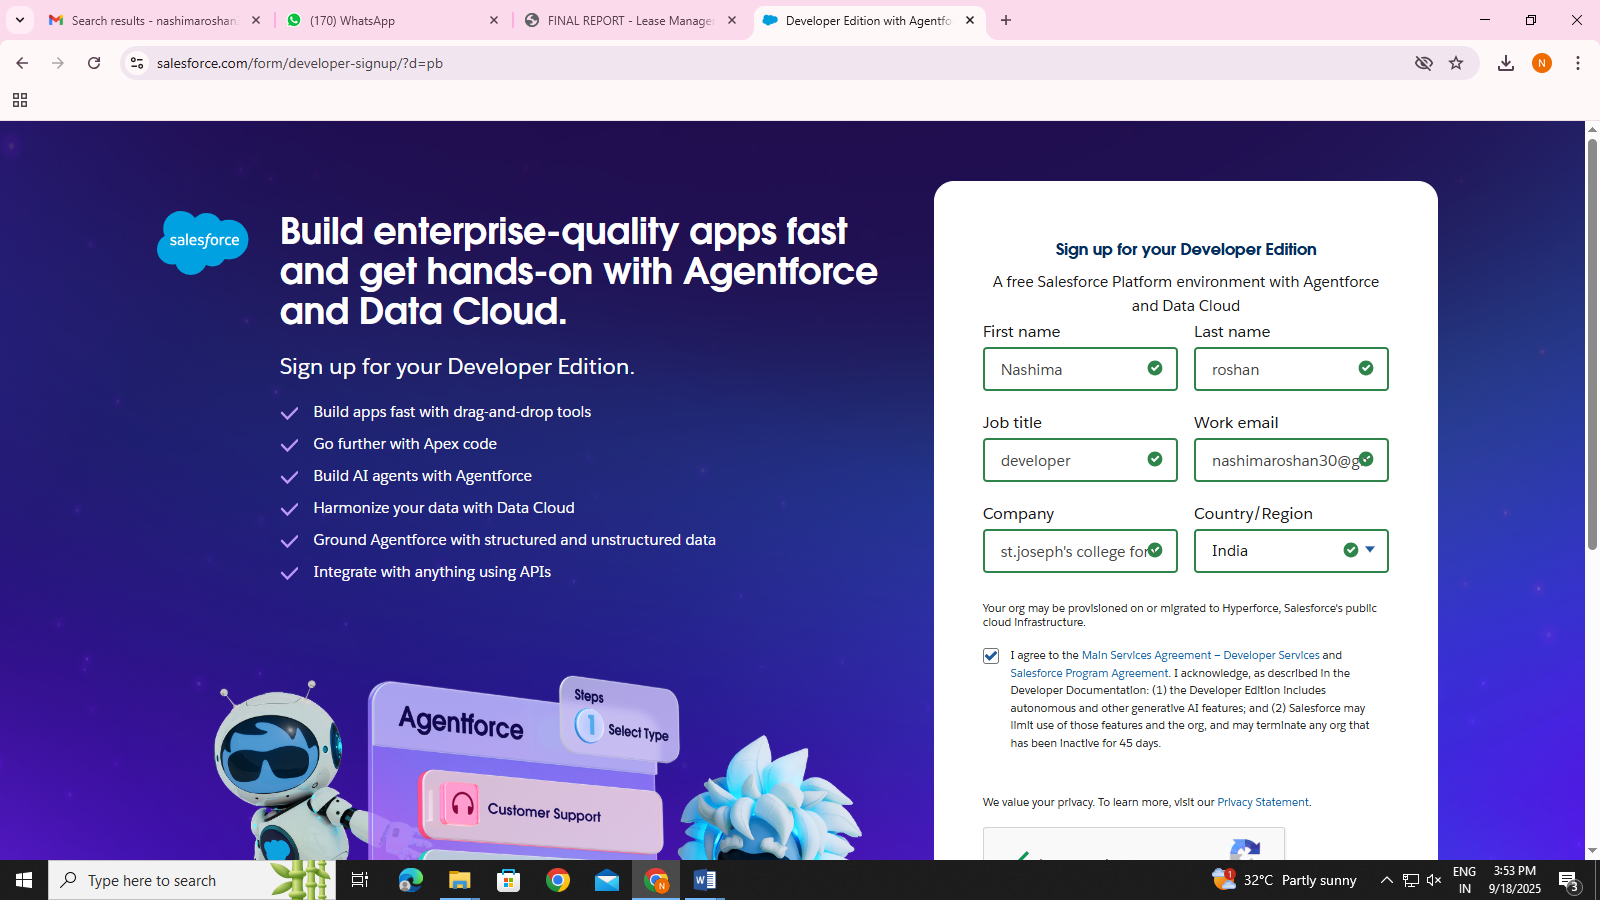 Search results - nashimaroshan
(170) WhatsApp
FINAL REPORT - Lease Manage
Developer Edition with Agentfo
salesforce.com/form/developer-signup/?d=pb
N
salesforce
Build enterprise-quality apps fast
and get hands-on with Agentforce
and Data Cloud.
Sign up for your Developer Edition.
Build apps fast with drag-and-drop tools
Go further with Apex code
Build AI agents with Agentforce
Harmonize your data with Data Cloud
Ground Agentforce with structured and unstructured data
Integrate with anything using APIs
Agentforce
Steps
1
Select Type
Customer Support
Sign up for your Developer Edition
A free Salesforce Platform environment with Agentforce
and Data Cloud
First name
Last name
Nashima
roshan
Job title
Work email
developer
nashimaroshan30@g
Company
Country/Region
st.joseph's college for
India
Your org may be provisioned on or migrated to Hyperforce, Salesforce's public
cloud infrastructure.
I agree to the Main Services Agreement – Developer Services and
Salesforce Program Agreement. I acknowledge, as described in the
Developer Documentation: (1) the Developer Edition includes
autonomous and other generative AI features; and (2) Salesforce may
limit use of those features and the org, and may terminate any org that
has been inactive for 45 days.
We value your privacy. To learn more, visit our Privacy Statement.
Type here to search
N
1
32°C Partly sunny
ENG
IN
3:53 PM
9/18/2025
3